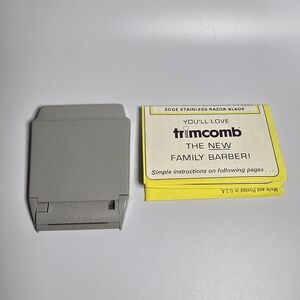 EDGE STAINLESS RAZOR BLADE
YOU'LL LOVE
trimcomb
THE NEW
FAMILY BARBER!
Simple instructions on following pages . . .
Made and Printed in U.S.A.